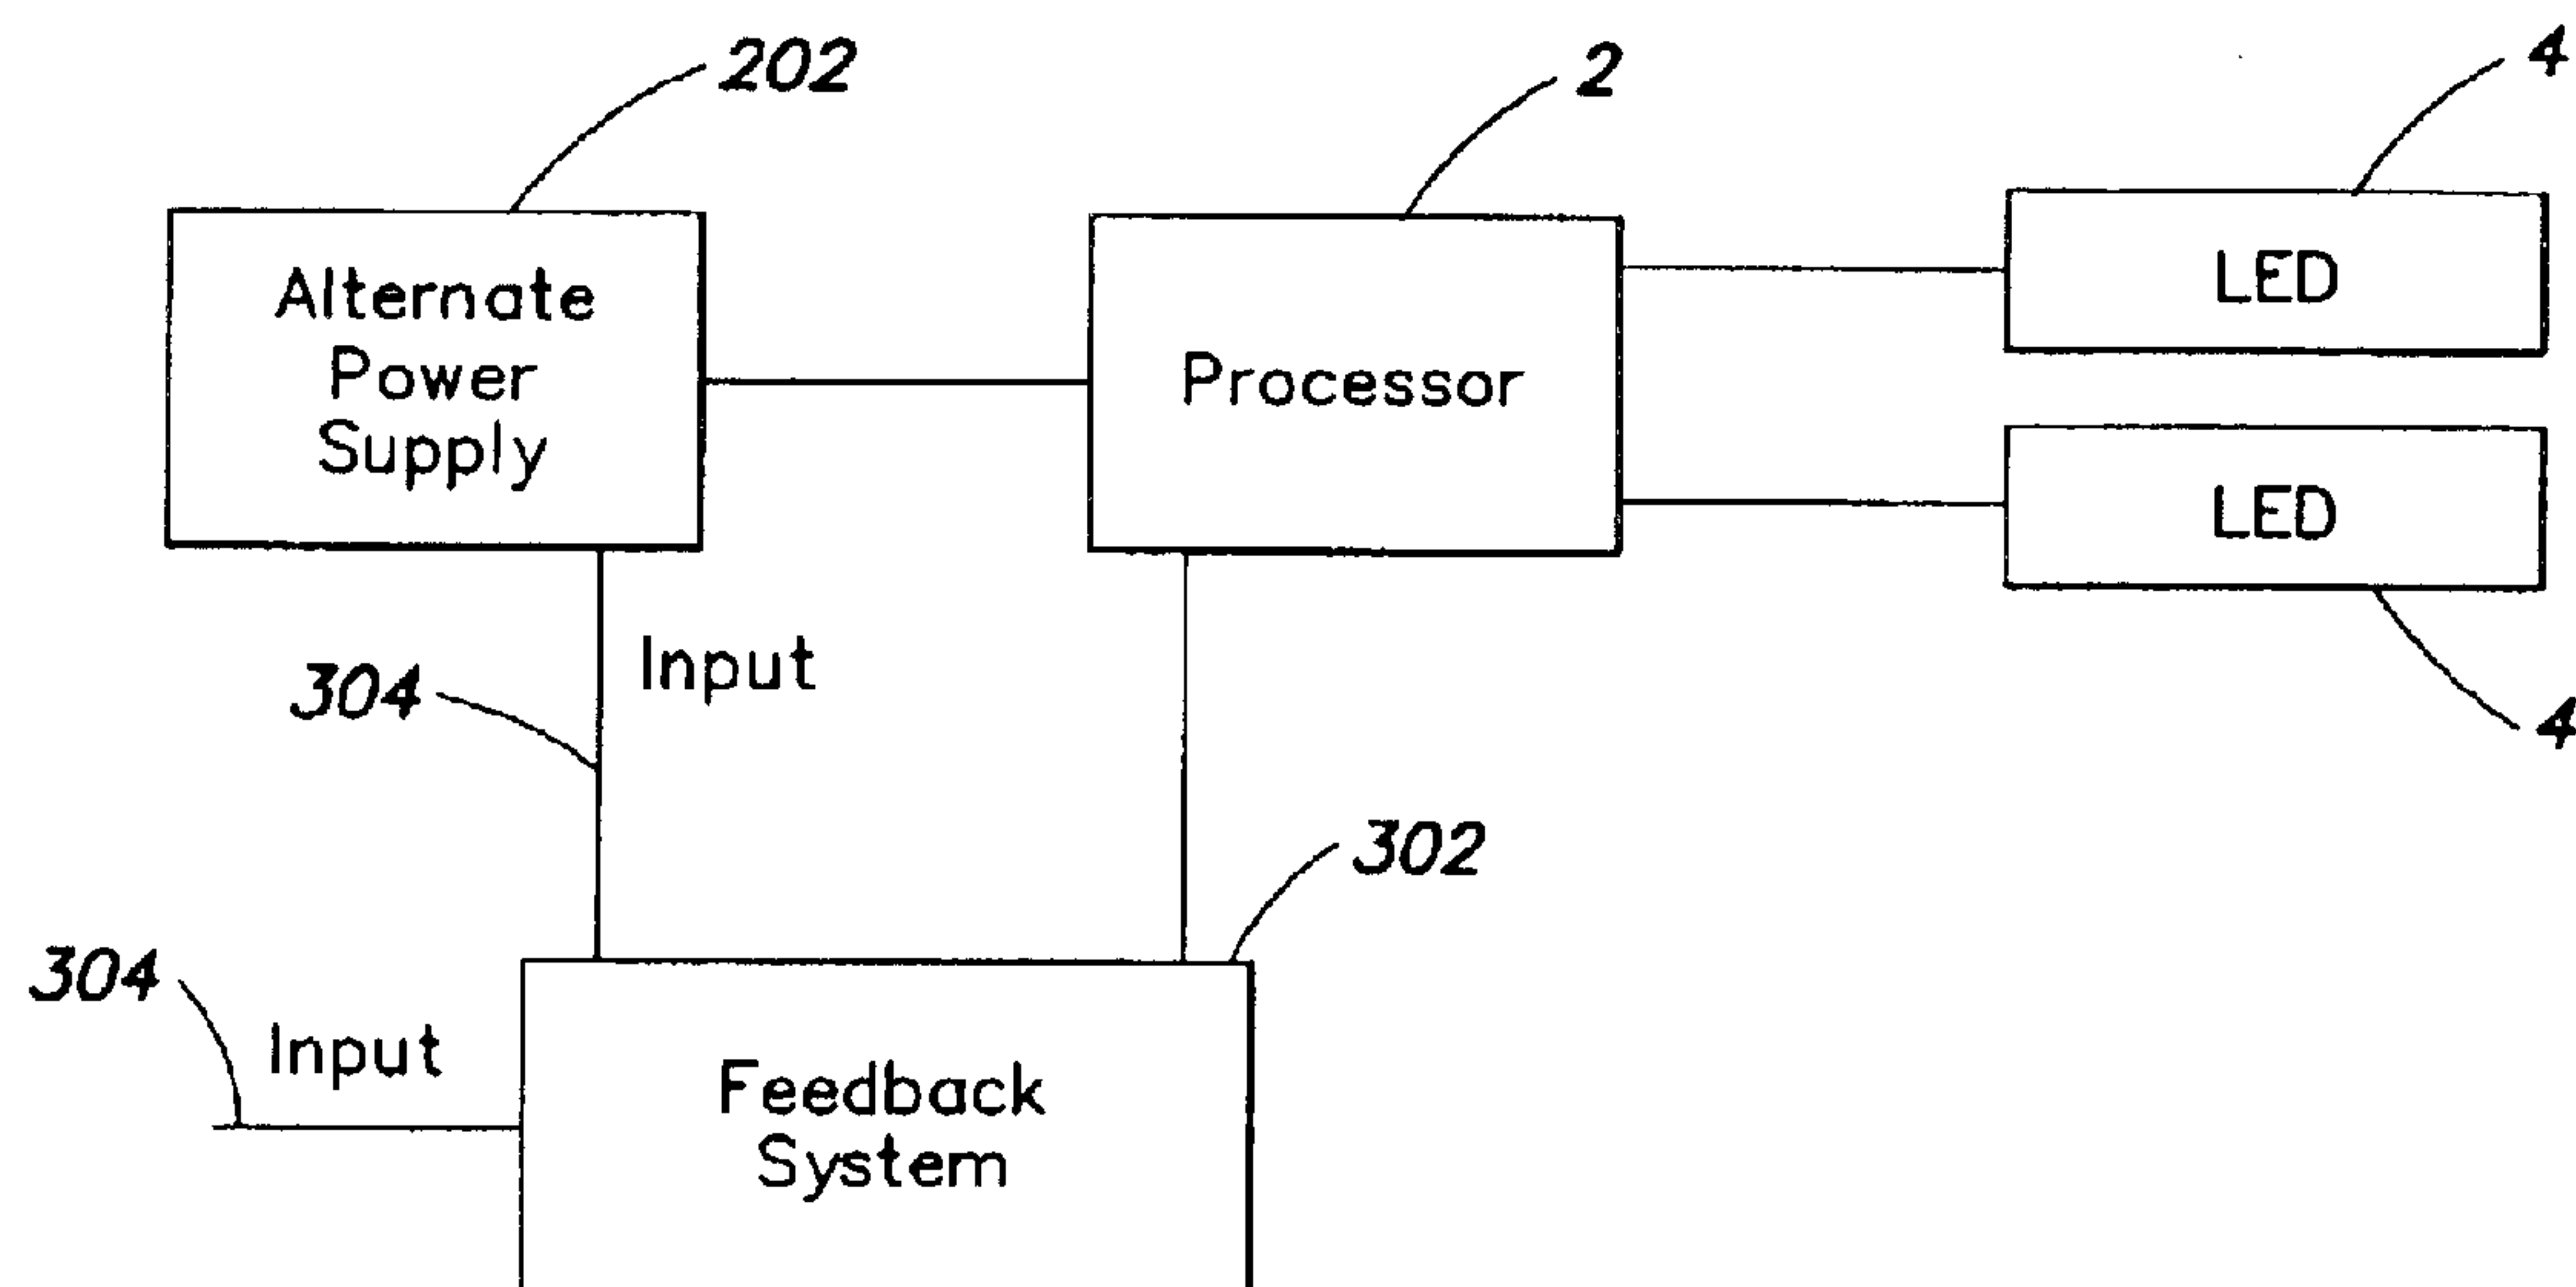 202
2
4
Alternate
Power
Supply
Processor
LED
LED
4
Input
304
302
304
Input
Feedback
System